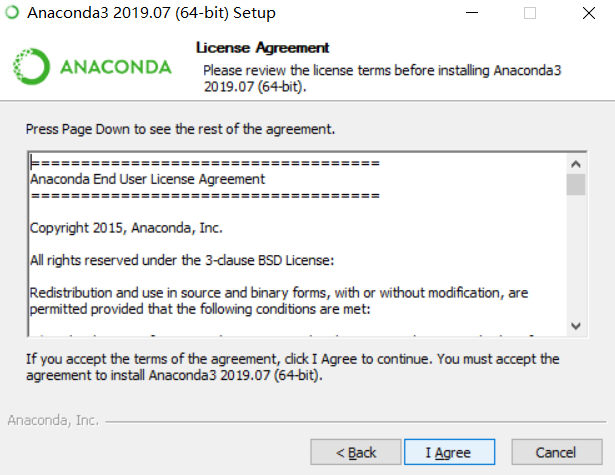 Anaconda3 2019.07 (64-bit) Setup
ANACONDA
License Agreement
Please review the license terms before installing Anaconda3
2019.07 (64-bit).
Press Page Down to see the rest of the agreement.
===================================
Anaconda End User License Agreement
===================================
Copyright 2015, Anaconda, Inc.
All rights reserved under the 3-clause BSD License:
Redistribution and use in source and binary forms, with or without modification, are
permitted provided that the following conditions are met:
If you accept the terms of the agreement, click I Agree to continue. You must accept the
agreement to install Anaconda3 2019.07 (64-bit).
Anaconda, Inc.
< Back
I Agree
Cancel